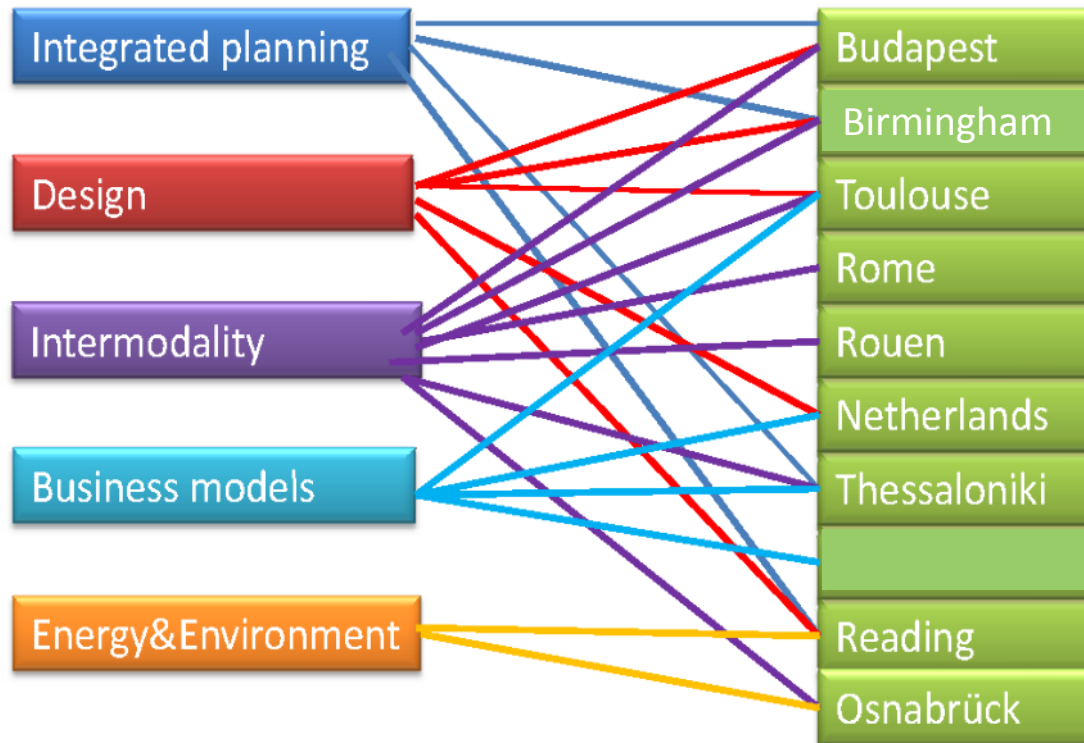 Integrated planning
Design
Intermodality
Business models
Energy&Environment
Budapest
Birmingham
Toulouse
Rome
Rouen
Netherlands
Thessaloniki
Reading
Osnabrück